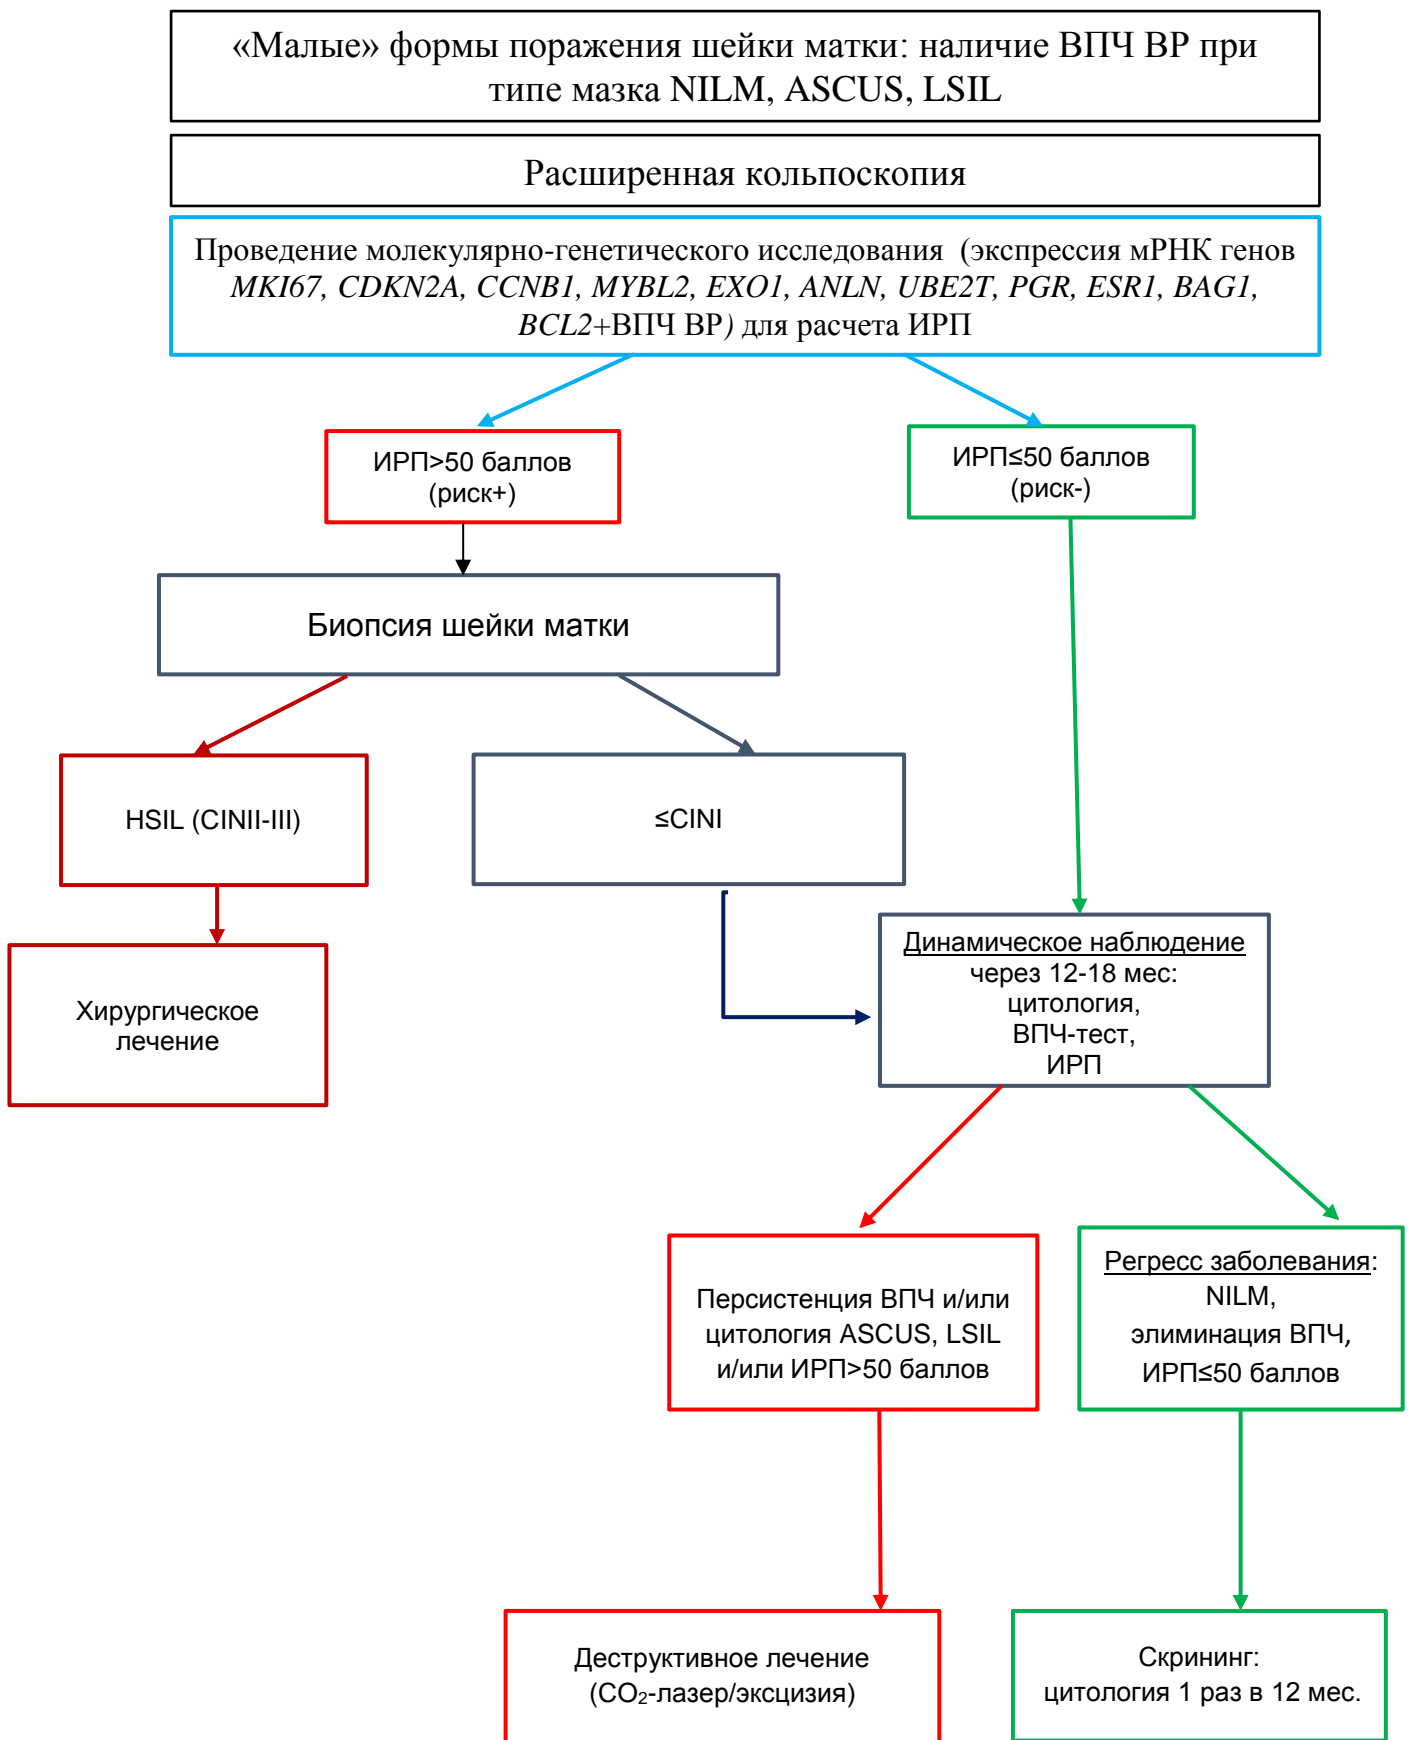 «Малые» формы поражения шейки матки: наличие ВПЧ ВР при
типе мазка NILM, ASCUS, LSIL
Расширенная кольпоскопия
Проведение молекулярно-генетического исследования (экспрессия мРНК генов
MKI67, CDKN2A, CCNB1, MYBL2, EXO1, ANLN, UBE2T, PGR, ESR1, BAG1,
BCL2+ВПЧ ВР) для расчета ИРП
ИРП>50 баллов
(риск+)
ИРП≤50 баллов
(риск-)
Биопсия шейки матки
HSIL (CINII-III)
≤CINI
Хирургическое
лечение
Динамическое наблюдение
через 12-18 мес:
цитология,
ВПЧ-тест,
ИРП
Персистенция ВПЧ и/или
цитология ASCUS, LSIL
и/или ИРП>50 баллов
Регресс заболевания:
NILM,
элиминация ВПЧ,
ИРП≤50 баллов
Деструктивное лечение
(CO₂-лазер/эксцизия)
Скрининг:
цитология 1 раз в 12 мес.